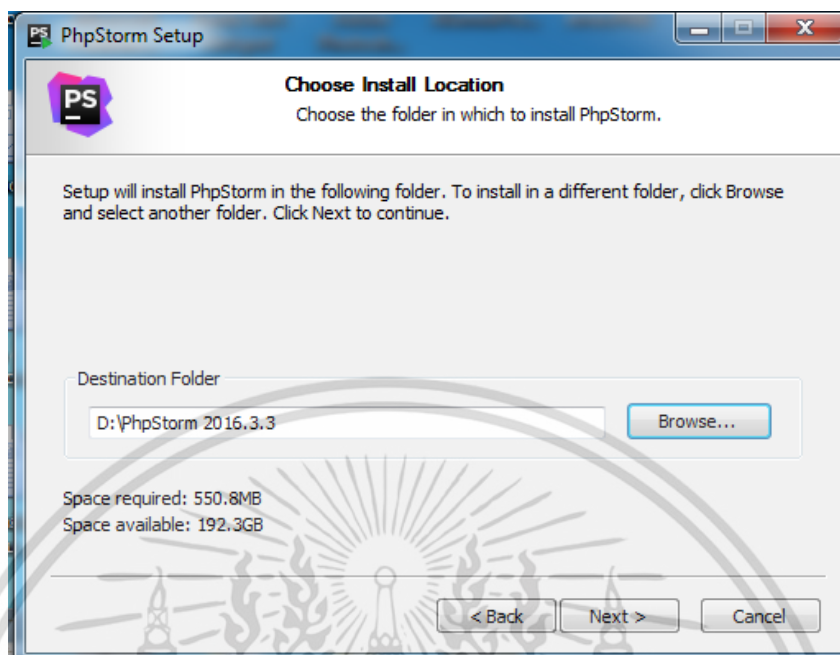 PS PhpStorm Setup
Choose Install Location
PS
Choose the folder in which to install PhpStorm.
Setup will install PhpStorm in the following folder. To install in a different folder, click Browse
and select another folder. Click Next to continue.
Destination Folder
D:\PhpStorm 2016.3.3
Browse...
Space required: 550.8MB
Space available: 192.3GB
< Back
Next >
Cancel